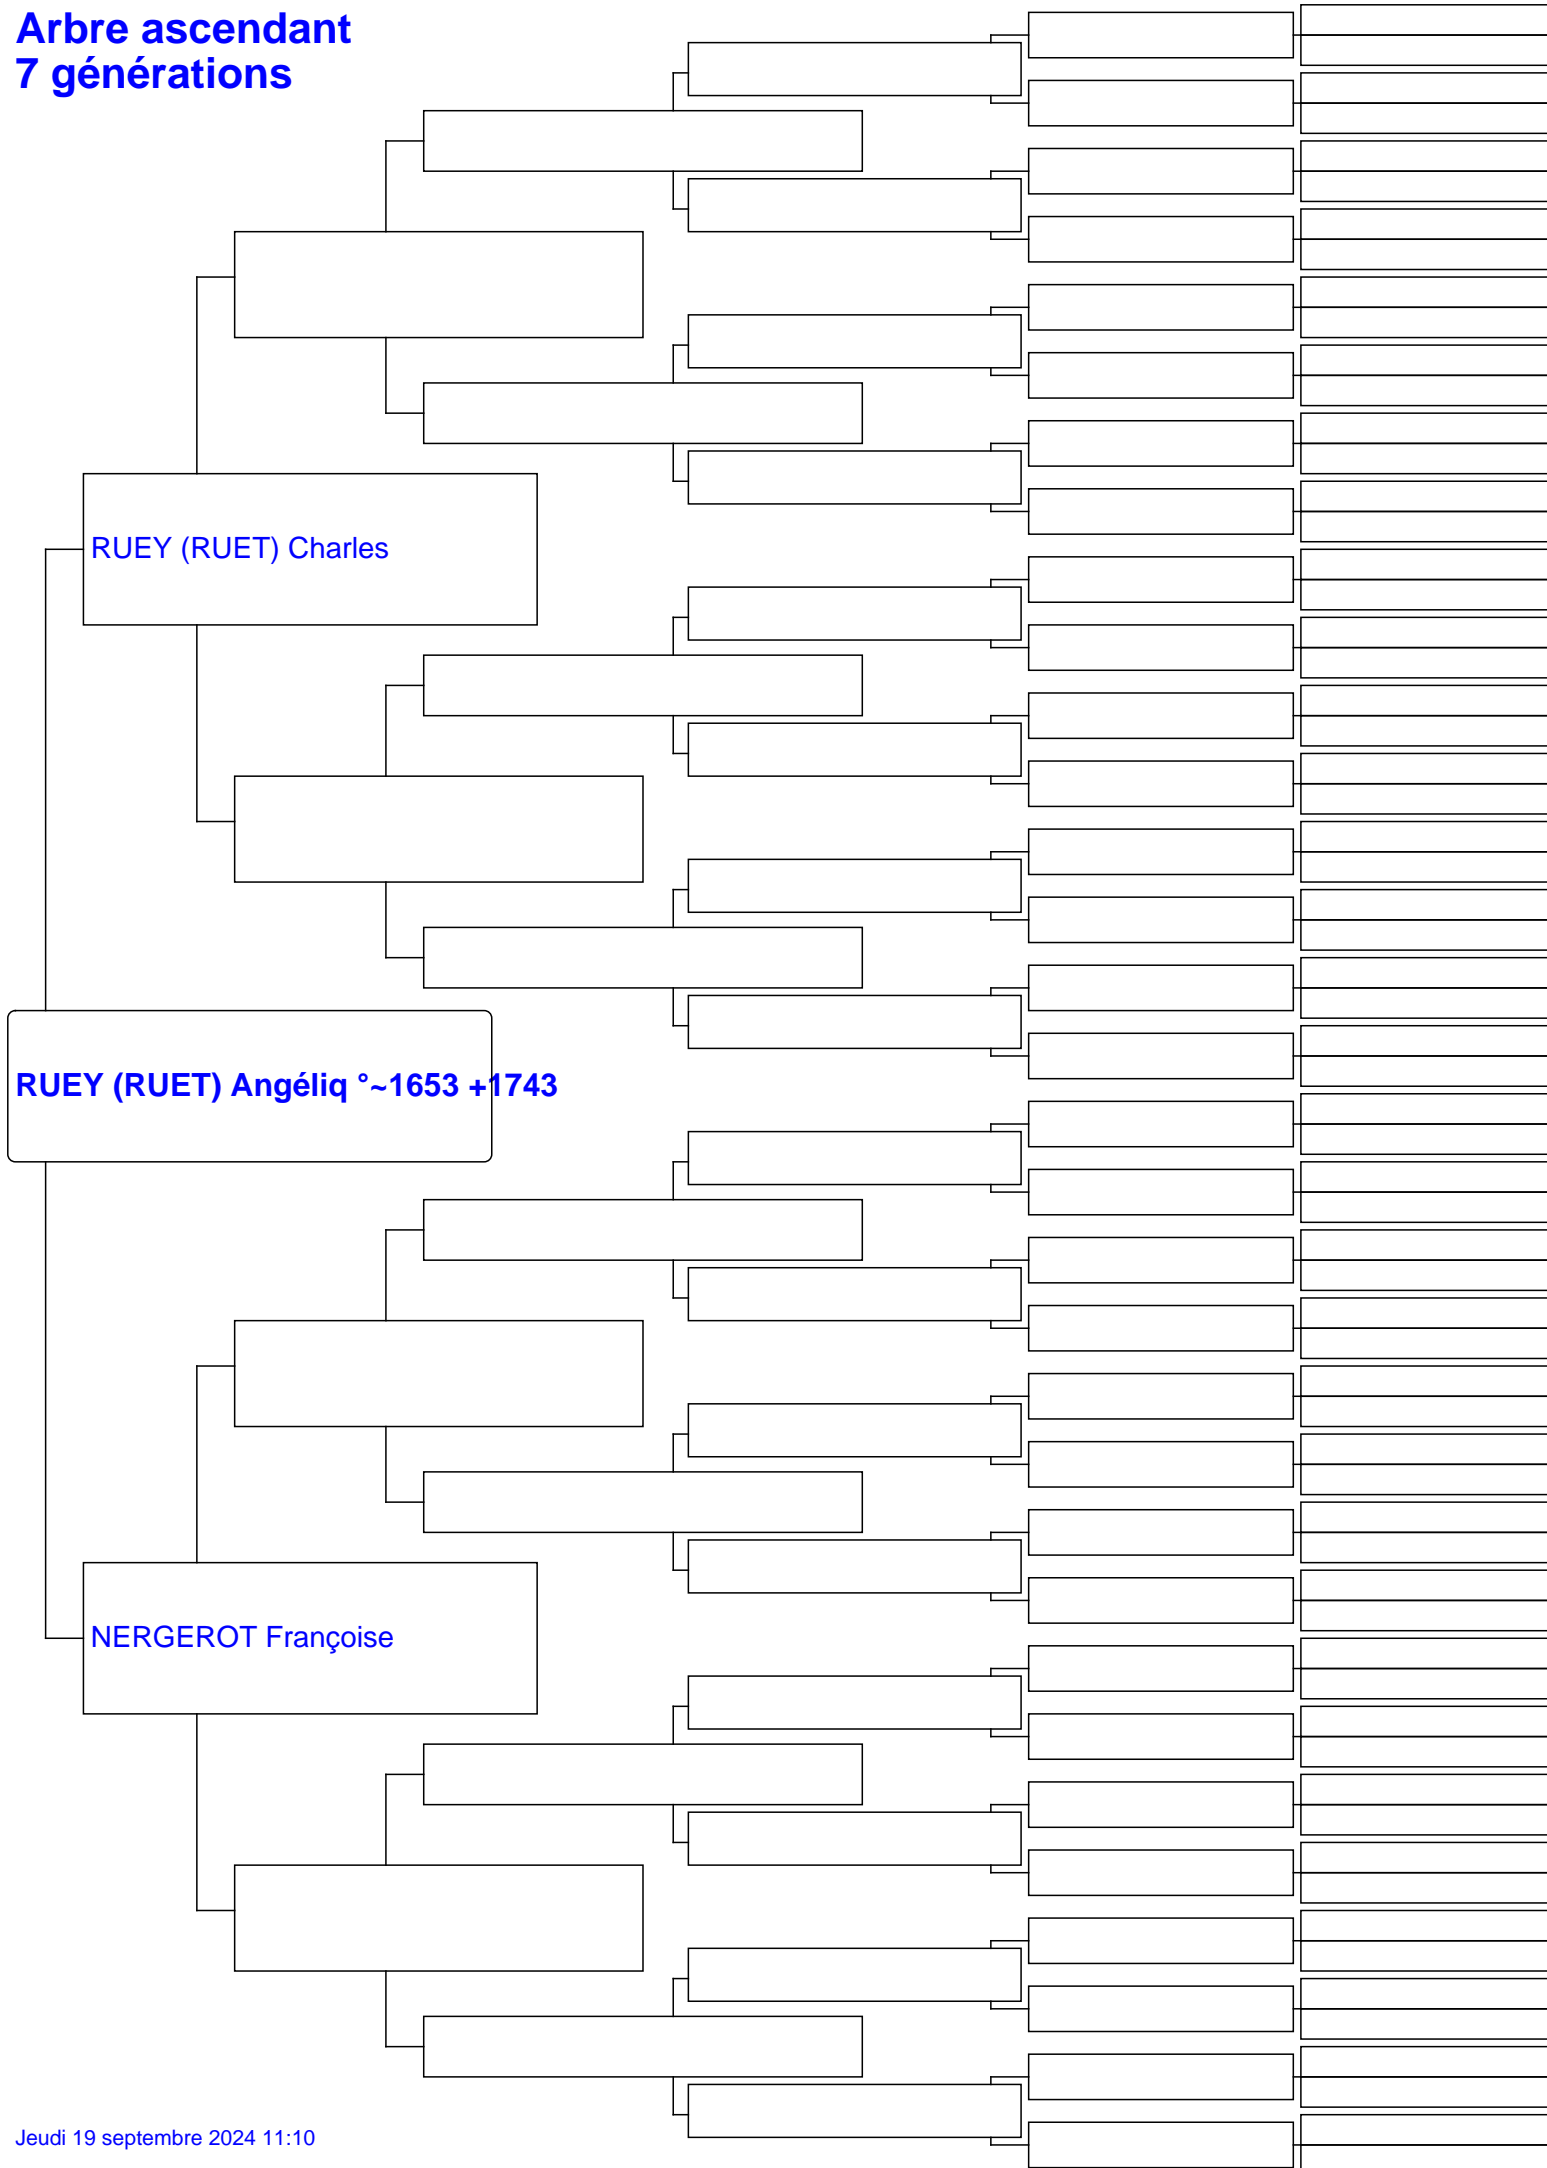 Arbre ascendant
7 générations
RUEY (RUET) Charles
RUEY (RUET) Angéliq °~1653 +1743
NERGEROT Françoise
Jeudi 19 septembre 2024 11:10